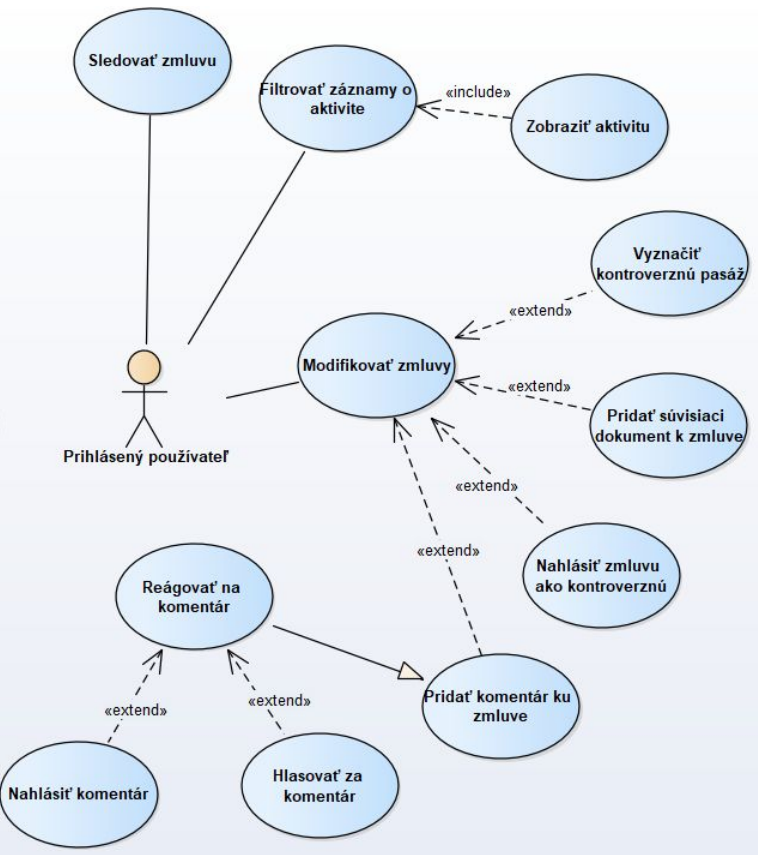 Sledovať zmluvu
Filtrovať záznamy o
aktivite
«include»
Zobraziť aktivitu
Vyznačiť
kontroverznú pasáž
«extend»
Modifikovať zmluvy
«extend»
Pridať súvisiaci
dokument k zmluve
Prihlásený používateľ
«extend»
«extend»
Nahlásiť zmluvu
ako kontroverznú
Reágovať na
komentár
Pridať komentár ku
zmluve
«extend»
«extend»
Nahlásiť komentár
Hlasovať za
komentár